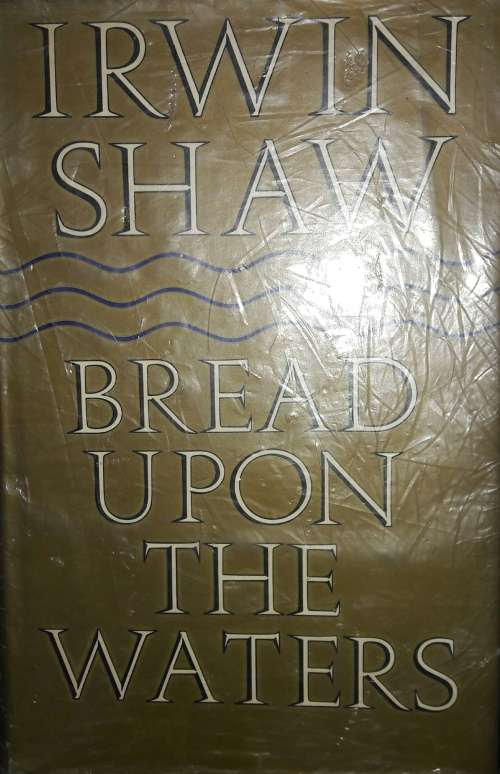 IRWIN
SHAW
BREAD
UPON
THE
WATERS